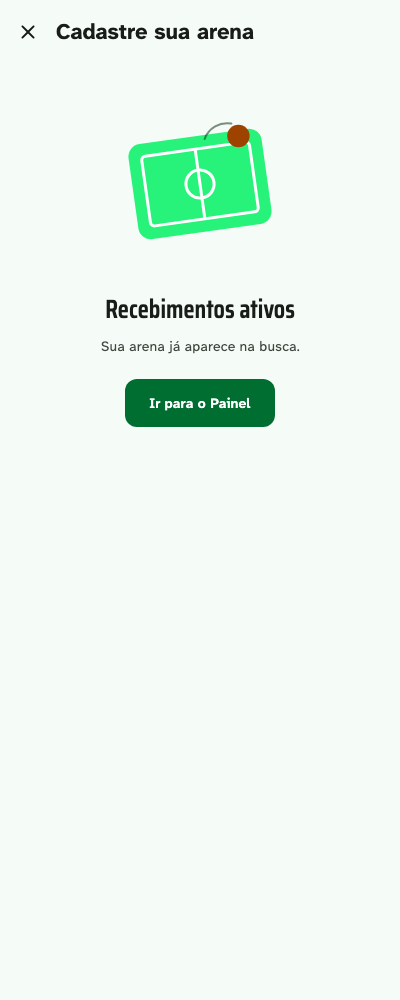 Cadastre sua arena
Recebimentos ativos
Sua arena já aparece na busca.
Ir para o Painel